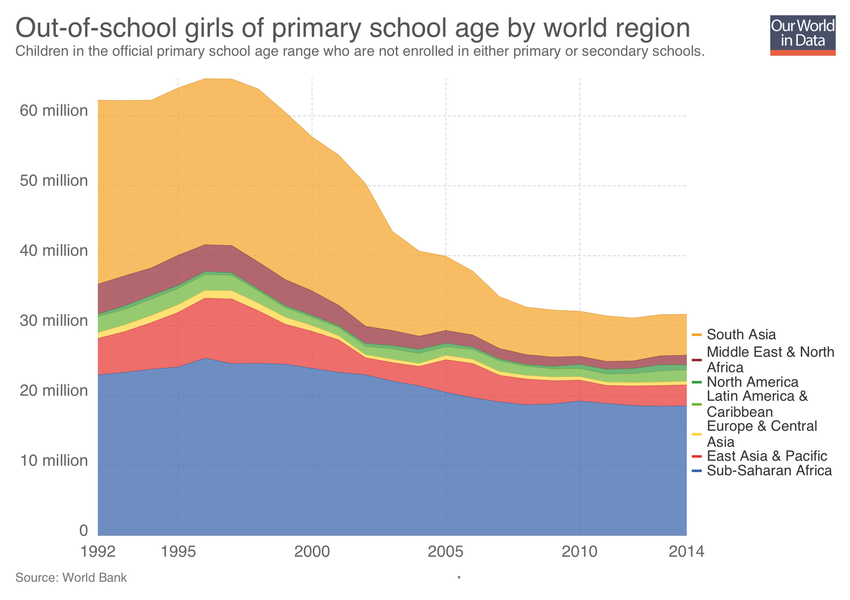 Out-of-school girls of primary school age by world region
Children in the official primary school age range who are not enrolled in either primary or secondary schools.
Our World
in Data
60 million
50 million
40 million
30 million
20 million
10 million
0
1992
1995
2000
2005
2010
2014
South Asia
Middle East & North
Africa
North America
Latin America &
Caribbean
Europe & Central
Asia
East Asia & Pacific
Sub-Saharan Africa
Source: World Bank